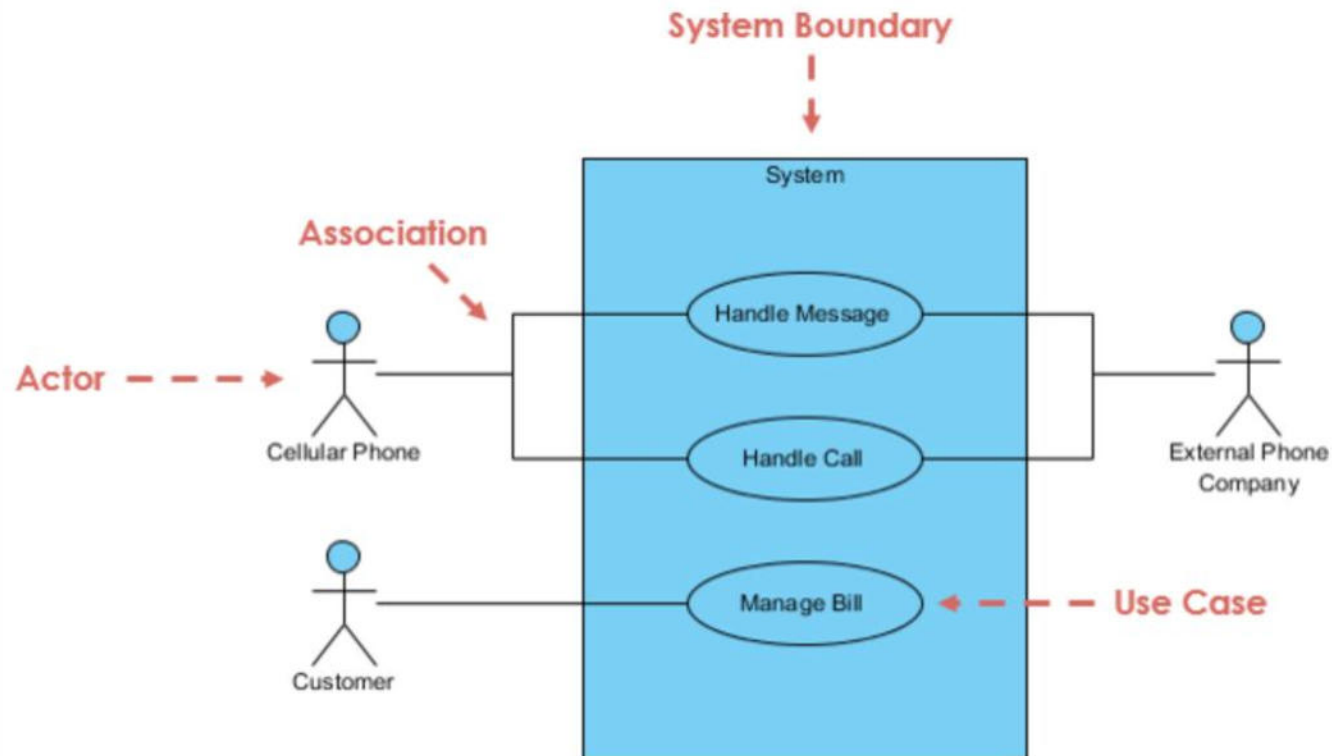 System Boundary
System
Association
Handle Message
Actor
Cellular Phone
Handle Call
External Phone
Company
Manage Bill
Use Case
Customer